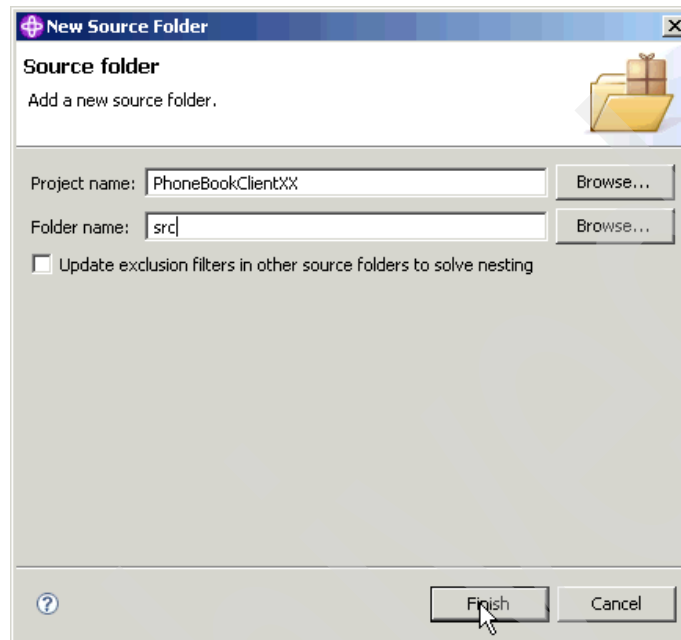 New Source Folder
Source folder
Add a new source folder.
Project name: PhoneBookClientXX Browse...
Folder name: src Browse...
Update exclusion filters in other source folders to solve nesting
? Finish Cancel